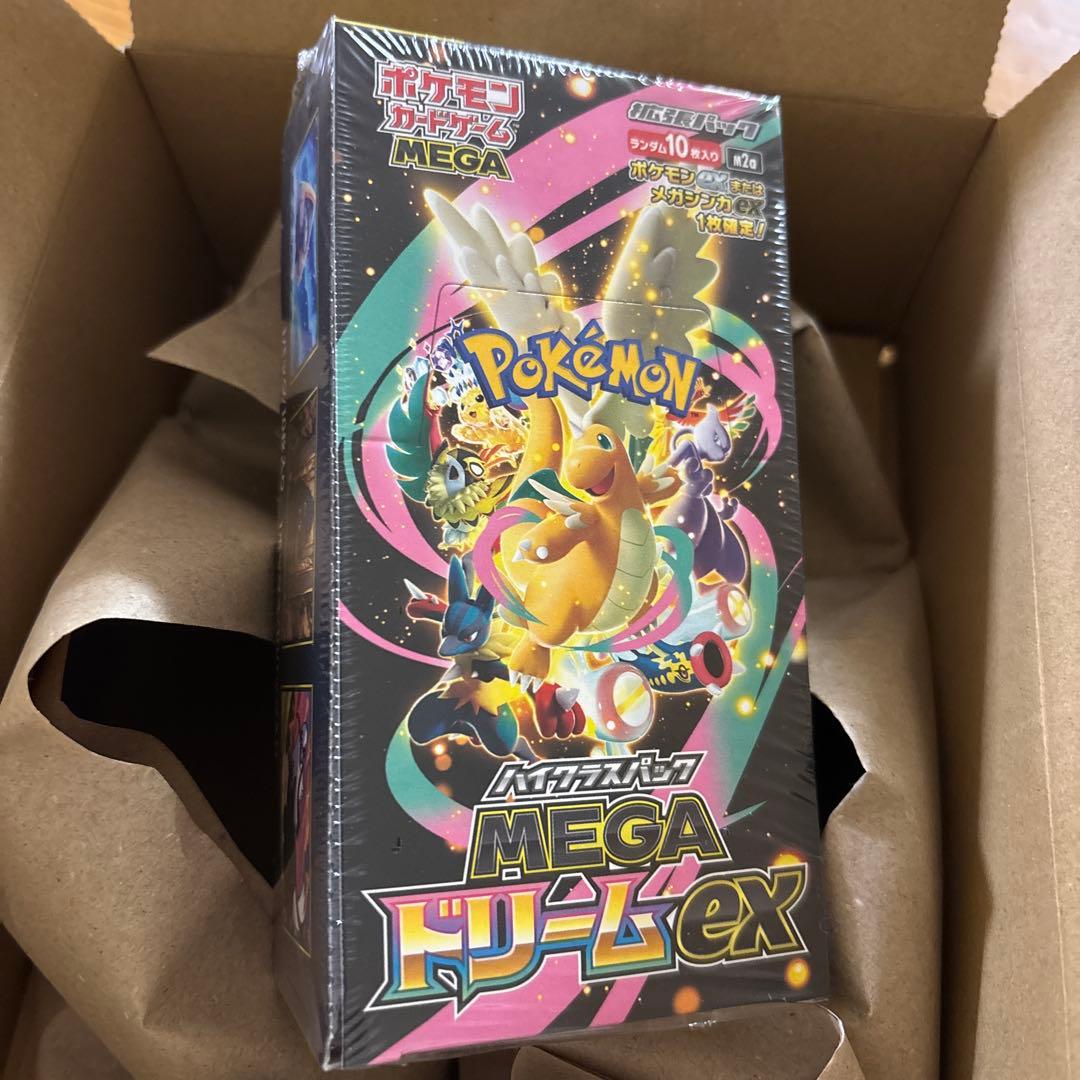 ポケモン
カードゲーム
MEGA
拡張パック
ランダム10枚入り
M2a
ポケモンexまたは
メガシンカex
1枚確定!
POKéMON
ハイクラスパック
MEGA
ドリームex